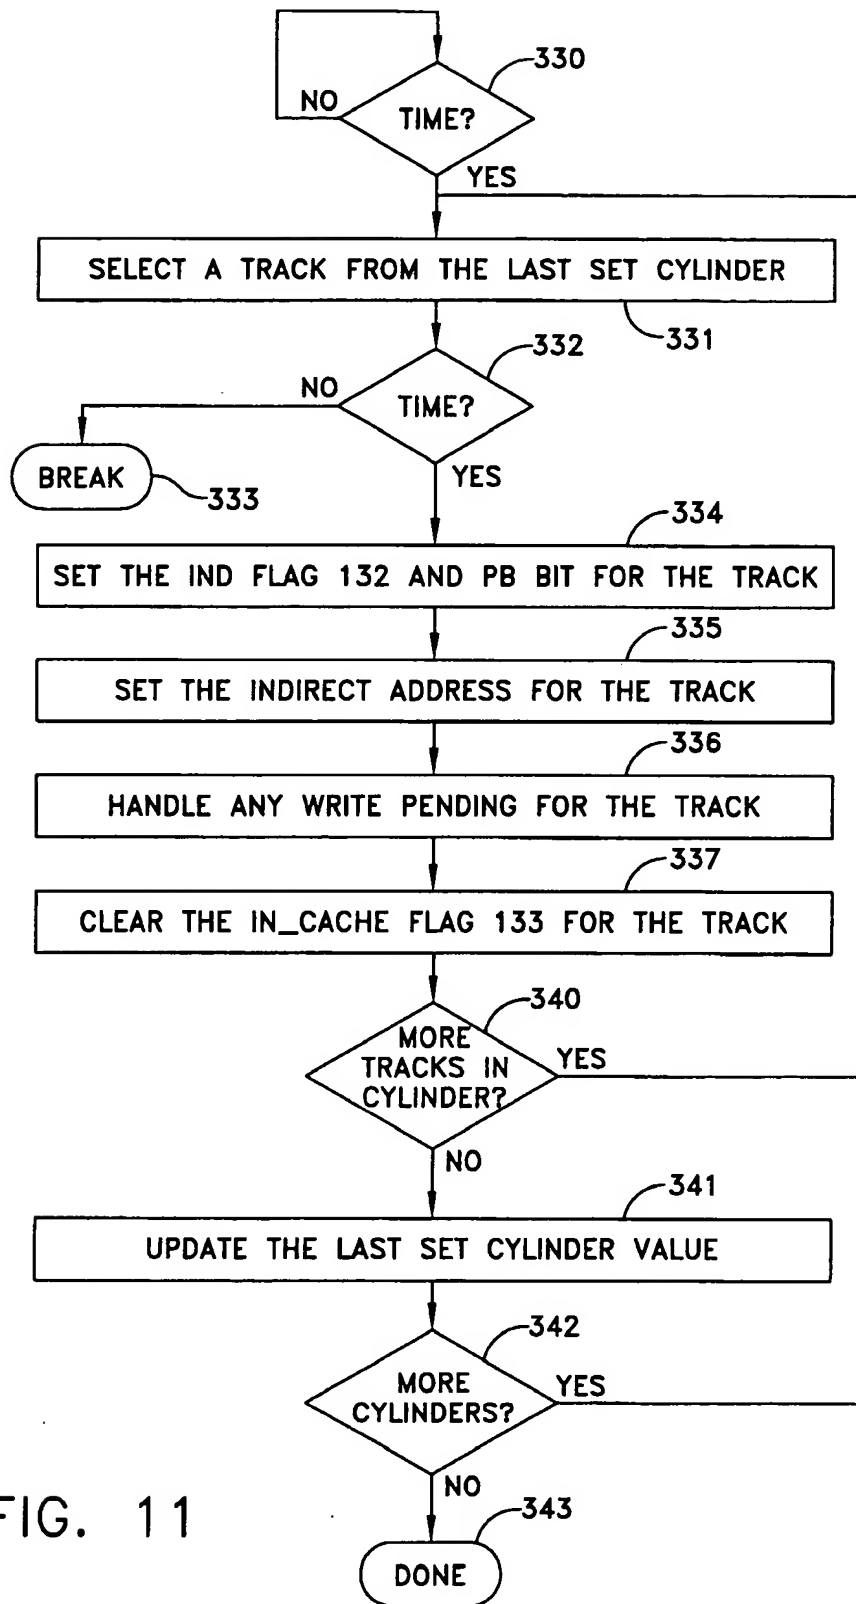 330
NO
TIME?
YES
SELECT A TRACK FROM THE LAST SET CYLINDER
331
332
NO
TIME?
BREAK
YES
333
334
SET THE IND FLAG 132 AND PB BIT FOR THE TRACK
335
SET THE INDIRECT ADDRESS FOR THE TRACK
336
HANDLE ANY WRITE PENDING FOR THE TRACK
337
CLEAR THE IN_CACHE FLAG 133 FOR THE TRACK
340
MORE
TRACKS IN
CYLINDER?
YES
NO
341
UPDATE THE LAST SET CYLINDER VALUE
342
MORE
CYLINDERS?
YES
NO
FIG. 11
343
DONE